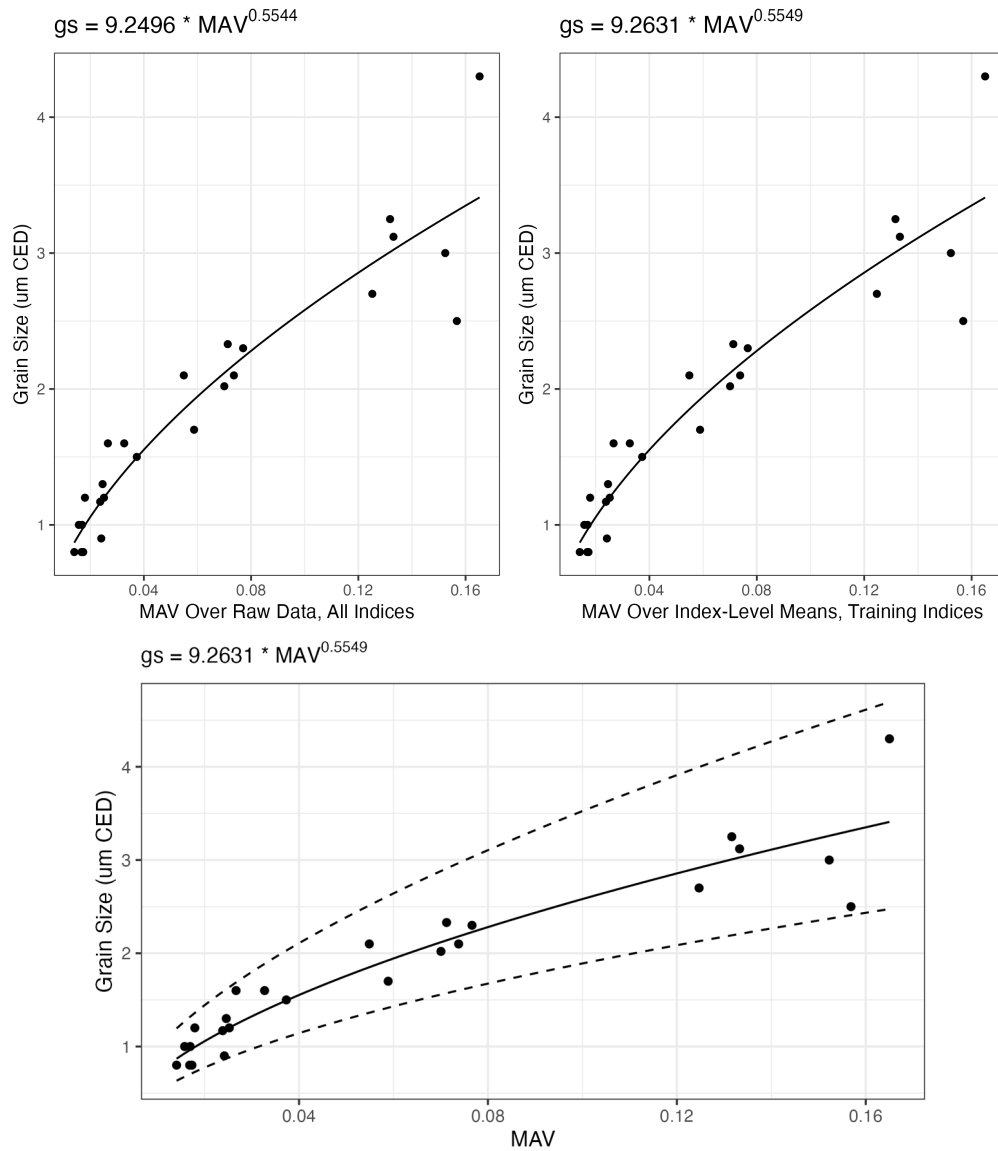 gs = 9.2496 * MAV^0.5544
4
3
2
1
Grain Size (um CED)
0.04 0.08 0.12 0.16
MAV Over Raw Data, All Indices
gs = 9.2631 * MAV^0.5549
4
3
2
1
Grain Size (um CED)
0.04 0.08 0.12 0.16
MAV Over Index-Level Means, Training Indices
gs = 9.2631 * MAV^0.5549
4
3
2
1
Grain Size (um CED)
0.04 0.08 0.12 0.16
MAV